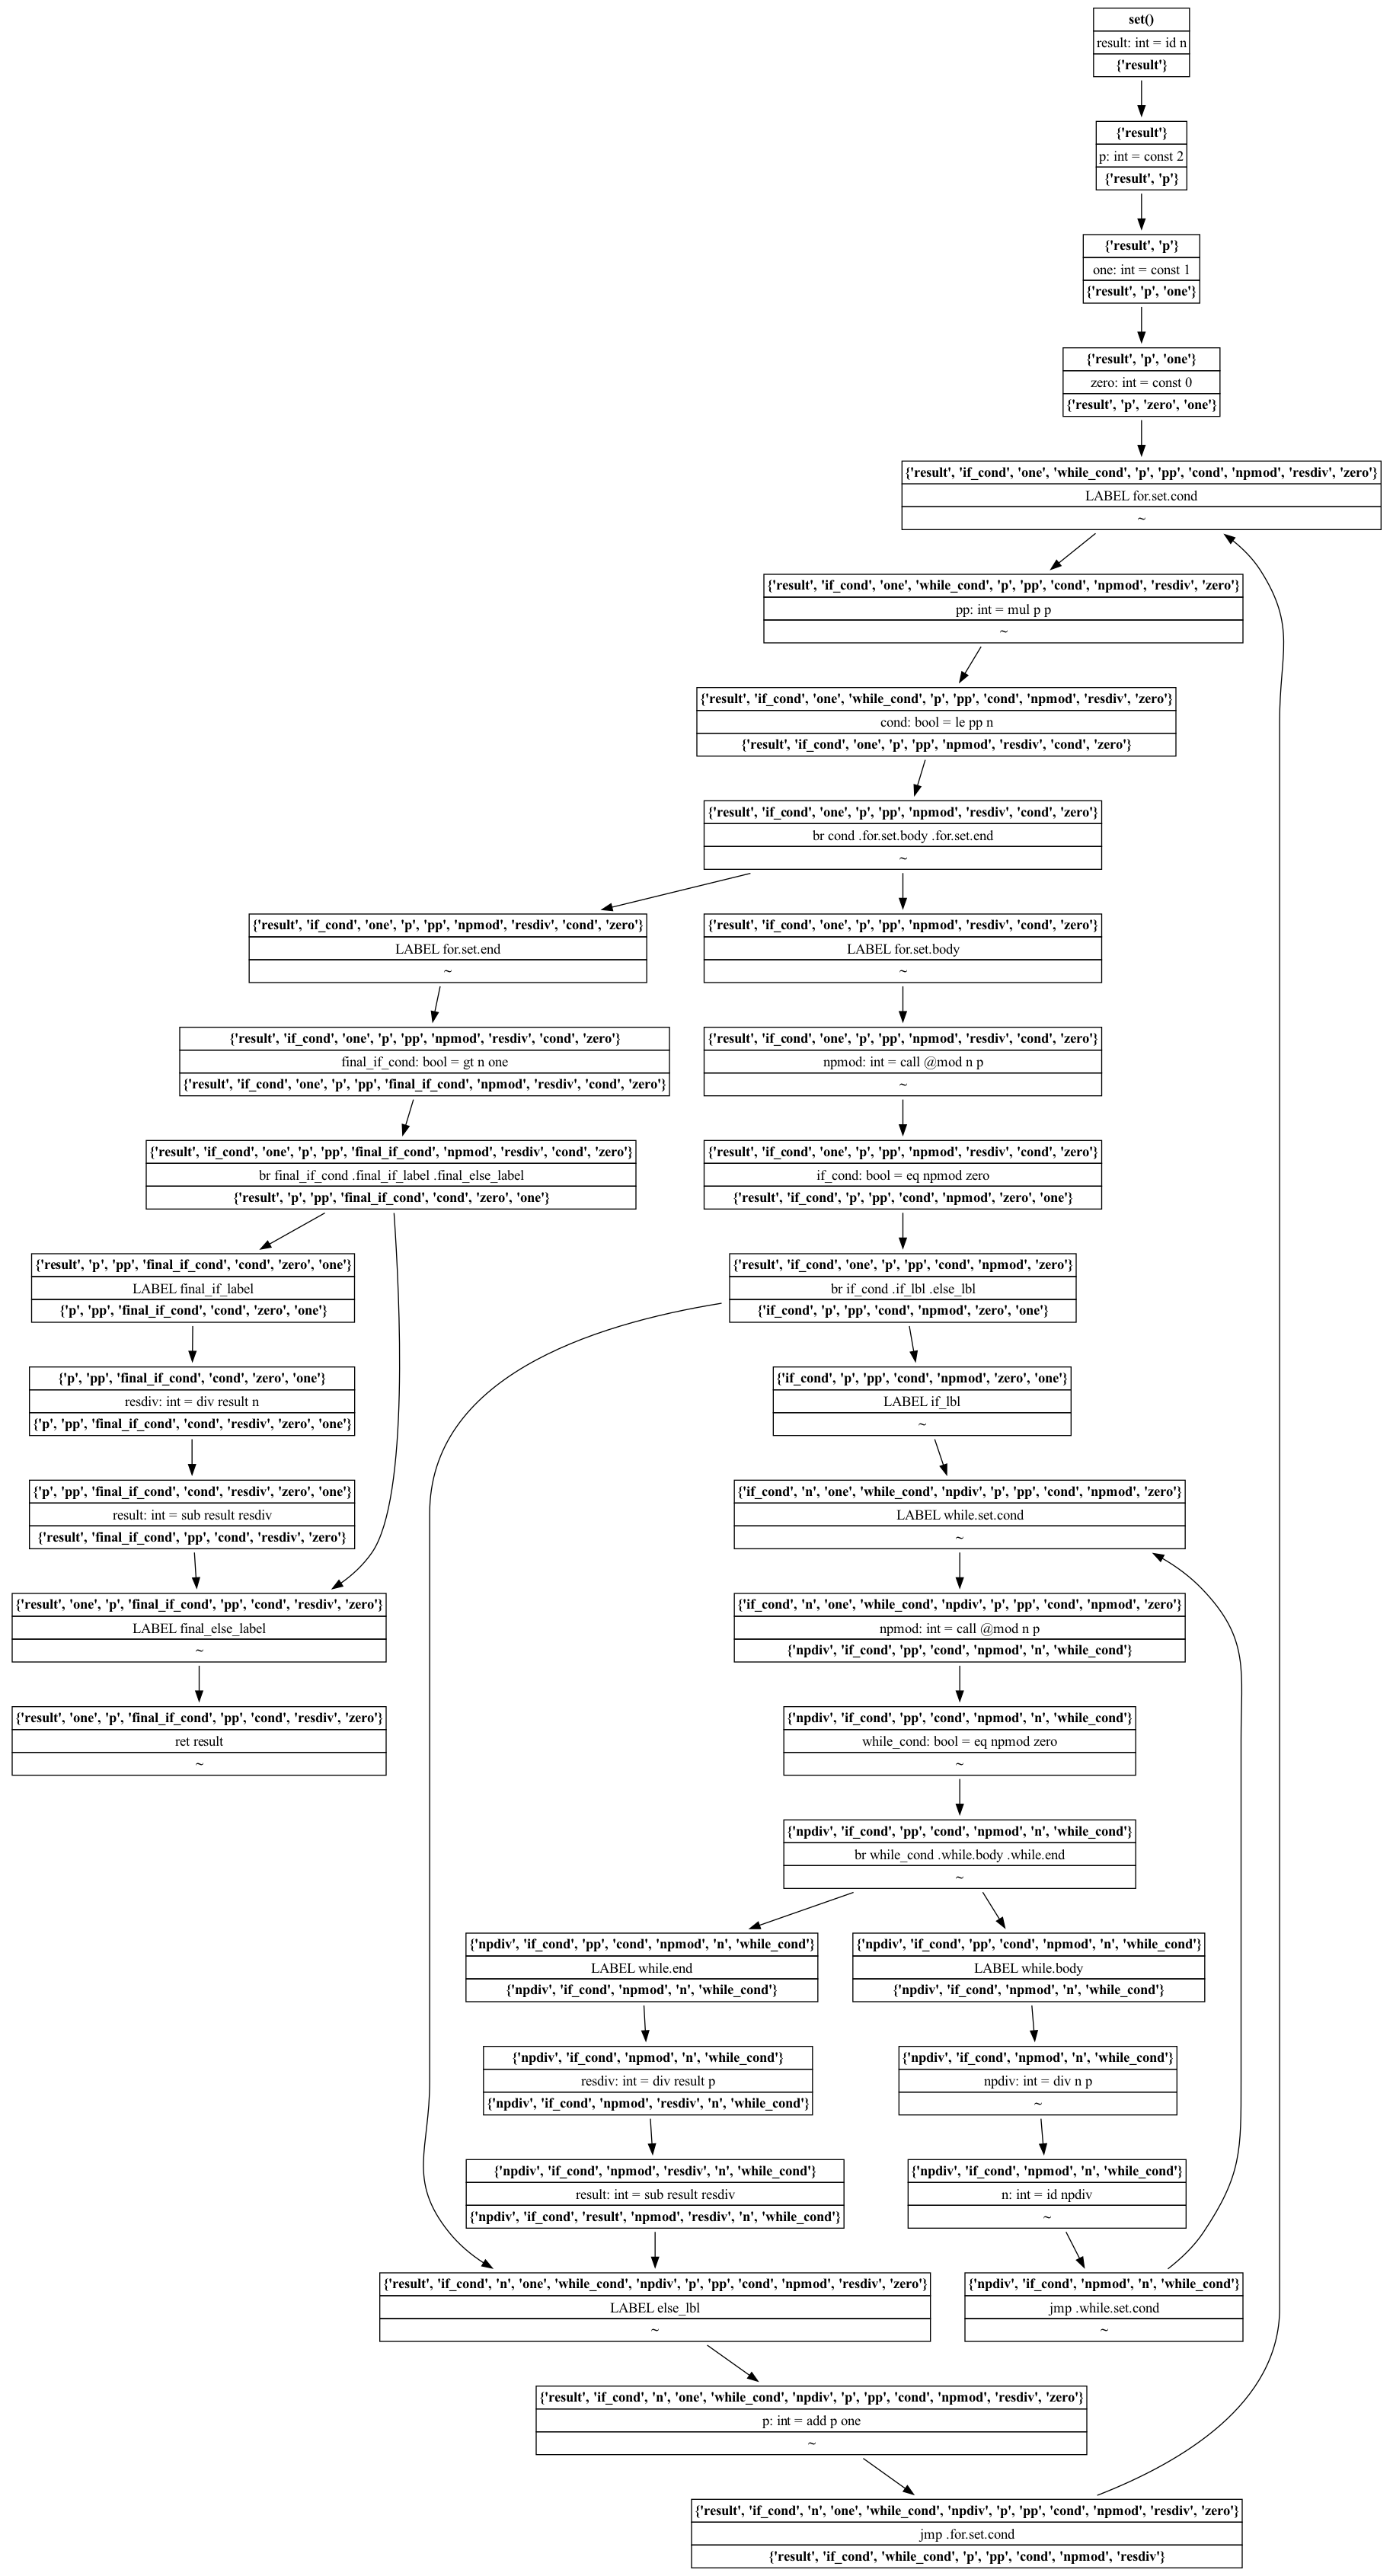 set()
result: int = id n
{'result'}
{'result'}
p: int = const 2
{'result', 'p'}
{'result', 'p'}
one: int = const 1
{'result', 'p', 'one'}
{'result', 'p', 'one'}
zero: int = const 0
{'result', 'p', 'zero', 'one'}
{'result', 'if_cond', 'one', 'while_cond', 'p', 'pp', 'cond', 'npmod', 'resdiv', 'zero'}
LABEL for.set.cond
~
{'result', 'if_cond', 'one', 'while_cond', 'p', 'pp', 'cond', 'npmod', 'resdiv', 'zero'}
pp: int = mul p p
~
{'result', 'if_cond', 'one', 'while_cond', 'p', 'pp', 'cond', 'npmod', 'resdiv', 'zero'}
cond: bool = le pp n
{'result', 'if_cond', 'one', 'p', 'pp', 'npmod', 'resdiv', 'cond', 'zero'}
{'result', 'if_cond', 'one', 'p', 'pp', 'npmod', 'resdiv', 'cond', 'zero'}
br cond .for.set.body .for.set.end
~
{'result', 'if_cond', 'one', 'p', 'pp', 'npmod', 'resdiv', 'cond', 'zero'}
LABEL for.set.end
~
{'result', 'if_cond', 'one', 'p', 'pp', 'npmod', 'resdiv', 'cond', 'zero'}
LABEL for.set.body
~
{'result', 'if_cond', 'one', 'p', 'pp', 'npmod', 'resdiv', 'cond', 'zero'}
final_if_cond: bool = gt n one
{'result', 'if_cond', 'one', 'p', 'pp', 'final_if_cond', 'npmod', 'resdiv', 'cond', 'zero'}
{'result', 'if_cond', 'one', 'p', 'pp', 'npmod', 'resdiv', 'cond', 'zero'}
npmod: int = call @mod n p
~
{'result', 'if_cond', 'one', 'p', 'pp', 'final_if_cond', 'npmod', 'resdiv', 'cond', 'zero'}
br final_if_cond .final_if_label .final_else_label
{'result', 'p', 'pp', 'final_if_cond', 'cond', 'zero', 'one'}
{'result', 'if_cond', 'one', 'p', 'pp', 'npmod', 'resdiv', 'cond', 'zero'}
if_cond: bool = eq npmod zero
{'result', 'if_cond', 'p', 'pp', 'cond', 'npmod', 'zero', 'one'}
{'result', 'p', 'pp', 'final_if_cond', 'cond', 'zero', 'one'}
LABEL final_if_label
{'p', 'pp', 'final_if_cond', 'cond', 'zero', 'one'}
{'result', 'if_cond', 'one', 'p', 'pp', 'cond', 'npmod', 'zero'}
br if_cond .if_lbl .else_lbl
{'if_cond', 'p', 'pp', 'cond', 'npmod', 'zero', 'one'}
{'p', 'pp', 'final_if_cond', 'cond', 'zero', 'one'}
resdiv: int = div result n
{'p', 'pp', 'final_if_cond', 'cond', 'resdiv', 'zero', 'one'}
{'if_cond', 'p', 'pp', 'cond', 'npmod', 'zero', 'one'}
LABEL if_lbl
~
{'p', 'pp', 'final_if_cond', 'cond', 'resdiv', 'zero', 'one'}
result: int = sub result resdiv
{'result', 'final_if_cond', 'pp', 'cond', 'resdiv', 'zero'}
{'if_cond', 'n', 'one', 'while_cond', 'npdiv', 'p', 'pp', 'cond', 'npmod', 'zero'}
LABEL while.set.cond
~
{'result', 'one', 'p', 'final_if_cond', 'pp', 'cond', 'resdiv', 'zero'}
LABEL final_else_label
~
{'if_cond', 'n', 'one', 'while_cond', 'npdiv', 'p', 'pp', 'cond', 'npmod', 'zero'}
npmod: int = call @mod n p
{'npdiv', 'if_cond', 'pp', 'cond', 'npmod', 'n', 'while_cond'}
{'result', 'one', 'p', 'final_if_cond', 'pp', 'cond', 'resdiv', 'zero'}
ret result
~
{'npdiv', 'if_cond', 'pp', 'cond', 'npmod', 'n', 'while_cond'}
while_cond: bool = eq npmod zero
~
{'npdiv', 'if_cond', 'pp', 'cond', 'npmod', 'n', 'while_cond'}
br while_cond .while.body .while.end
~
{'npdiv', 'if_cond', 'pp', 'cond', 'npmod', 'n', 'while_cond'}
LABEL while.end
{'npdiv', 'if_cond', 'npmod', 'n', 'while_cond'}
{'npdiv', 'if_cond', 'pp', 'cond', 'npmod', 'n', 'while_cond'}
LABEL while.body
{'npdiv', 'if_cond', 'npmod', 'n', 'while_cond'}
{'npdiv', 'if_cond', 'npmod', 'n', 'while_cond'}
resdiv: int = div result p
{'npdiv', 'if_cond', 'npmod', 'resdiv', 'n', 'while_cond'}
{'npdiv', 'if_cond', 'npmod', 'n', 'while_cond'}
npdiv: int = div n p
~
{'npdiv', 'if_cond', 'npmod', 'resdiv', 'n', 'while_cond'}
result: int = sub result resdiv
{'npdiv', 'if_cond', 'result', 'npmod', 'resdiv', 'n', 'while_cond'}
{'npdiv', 'if_cond', 'npmod', 'n', 'while_cond'}
n: int = id npdiv
~
{'result', 'if_cond', 'n', 'one', 'while_cond', 'npdiv', 'p', 'pp', 'cond', 'npmod', 'resdiv', 'zero'}
LABEL else_lbl
~
{'npdiv', 'if_cond', 'npmod', 'n', 'while_cond'}
jmp .while.set.cond
~
{'result', 'if_cond', 'n', 'one', 'while_cond', 'npdiv', 'p', 'pp', 'cond', 'npmod', 'resdiv', 'zero'}
p: int = add p one
~
{'result', 'if_cond', 'n', 'one', 'while_cond', 'npdiv', 'p', 'pp', 'cond', 'npmod', 'resdiv', 'zero'}
jmp .for.set.cond
{'result', 'if_cond', 'while_cond', 'p', 'pp', 'cond', 'npmod', 'resdiv'}